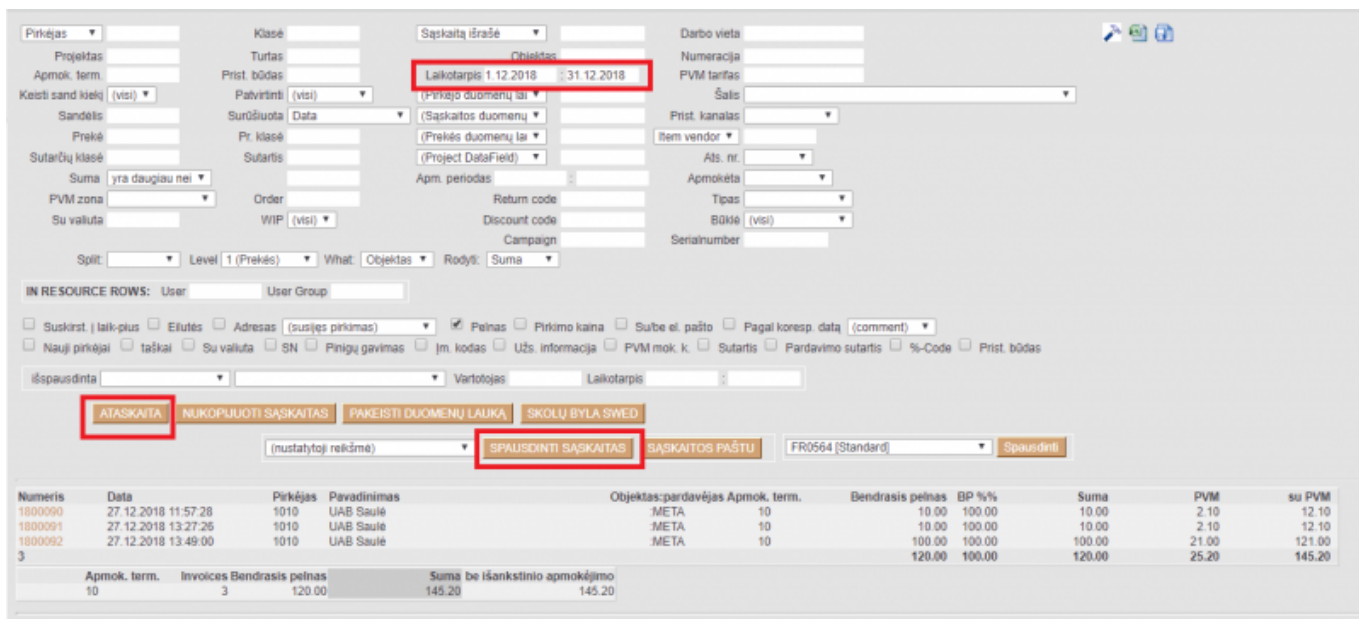 Pirkėjas Klasė Sąskaitą išrašė Darbo vieta
Projektas Turtas Objektas Numeracija
Apmok. term. Prist. būdas Laikotarpis 1.12.2018 : 31.12.2018 PVM tarifas
Keisti sand kiekį (visi) Patvirtinti (visi) (Pirkėjo duomenų lai Šalis
Sandėlis Surūšiuota Data (Sąskaitos duomenų Prist. kanalas
Prekė Pr. klasė (Prekės duomenų lai Item vendor
Sutarčių klasė Sutartis (Project DataField) Ats. nr.
Suma yra daugiau nei Apm. periodas : Apmokėta
PVM zona Order Return code Tipas
Su valiuta WIP (visi) Discount code Būklė (visi)
Campaign Serialnumber
Split: Level 1 (Prekės) What: Objektas Rodyti: Suma
IN RESOURCE ROWS: User User Group
Suskirst. į laik-pius Eilutės Adresas (susijęs pirkimas) Pelnas Pirkimo kaina Su/be el. pašto Pagal koresp. datą (comment)
Nauji pirkėjai taškai Su valiuta SN Pinigų gavimas Įm. kodas Užs. informacija PVM mok. k. Sutartis Pardavimo sutartis %-Code Prist. būdas
išspausdinta Vartotojas Laikotarpis :
ATASKAITA NUKOPIJUOTI SĄSKAITAS PAKEISTI DUOMENŲ LAUKĄ SKOLŲ BYLA SWED
(nustatytoji reikšmė) SPAUSDINTI SĄSKAITAS SĄSKAITOS PAŠTU FR0564 [Standard] Spausdinti
Numeris Data Pirkėjas Pavadinimas Objektas:pardavėjas Apmok. term. Bendrasis pelnas BP %% Suma PVM su PVM
1800090 27.12.2018 11:57:28 1010 UAB Saulė :META 10 10.00 100.00 10.00 2.10 12.10
1800091 27.12.2018 13:27:26 1010 UAB Saulė :META 10 10.00 100.00 10.00 2.10 12.10
1800092 27.12.2018 13:49:00 1010 UAB Saulė :META 10 100.00 100.00 100.00 21.00 121.00
3 120.00 100.00 120.00 25.20 145.20
Apmok. term. Invoices Bendrasis pelnas Suma be išankstinio apmokėjimo
10 3 120.00 145.20 145.20